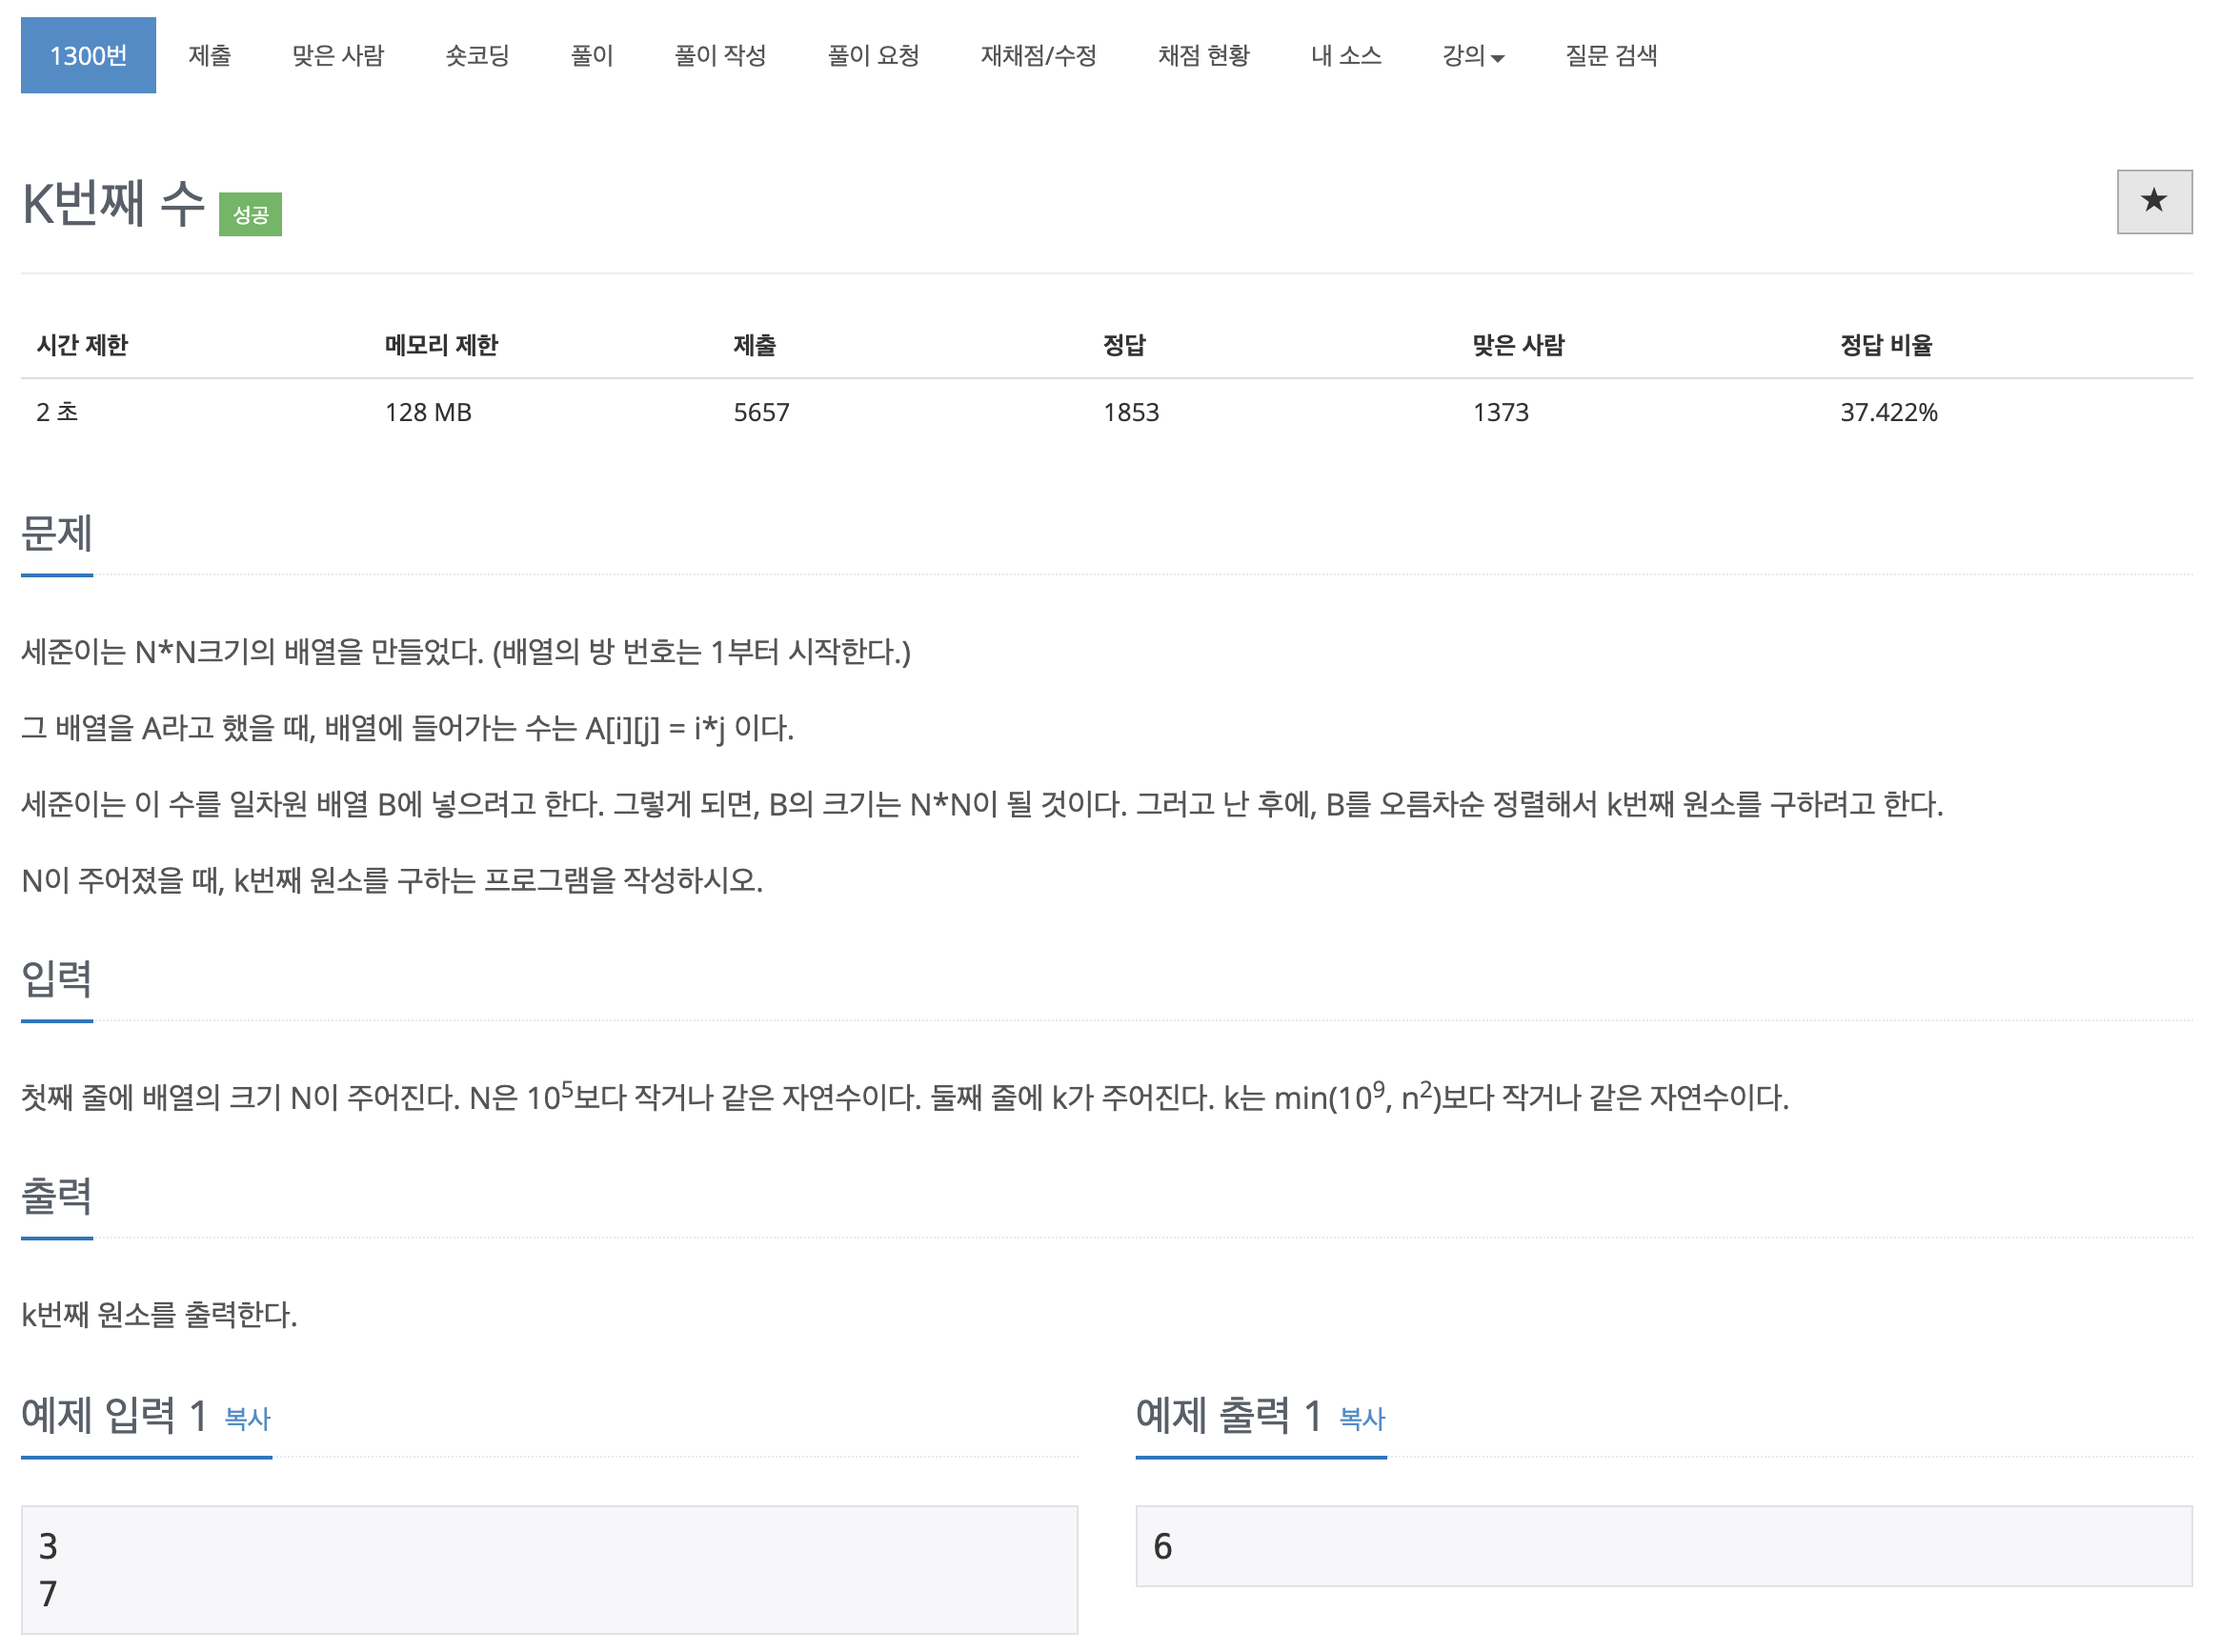 1300번 제출 맞은 사람 숏코딩 풀이 풀이 작성 풀이 요청 재채점/수정 채점 현황 내 소스 강의 질문 검색
K번째 수 성공 ★
시간 제한 메모리 제한 제출 정답 맞은 사람 정답 비율
2 초 128 MB 5657 1853 1373 37.422%
문제
세준이는 N*N크기의 배열을 만들었다. (배열의 방 번호는 1부터 시작한다.)
그 배열을 A라고 했을 때, 배열에 들어가는 수는 A[i][j] = i*j 이다.
세준이는 이 수를 일차원 배열 B에 넣으려고 한다. 그렇게 되면, B의 크기는 N*N이 될 것이다. 그러고 난 후에, B를 오름차순 정렬해서 k번째 원소를 구하려고 한다.
N이 주어졌을 때, k번째 원소를 구하는 프로그램을 작성하시오.
입력
첫째 줄에 배열의 크기 N이 주어진다. N은 10⁵보다 작거나 같은 자연수이다. 둘째 줄에 k가 주어진다. k는 min(10⁹, n²)보다 작거나 같은 자연수이다.
출력
k번째 원소를 출력한다.
예제 입력 1 복사
3
7
예제 출력 1 복사
6